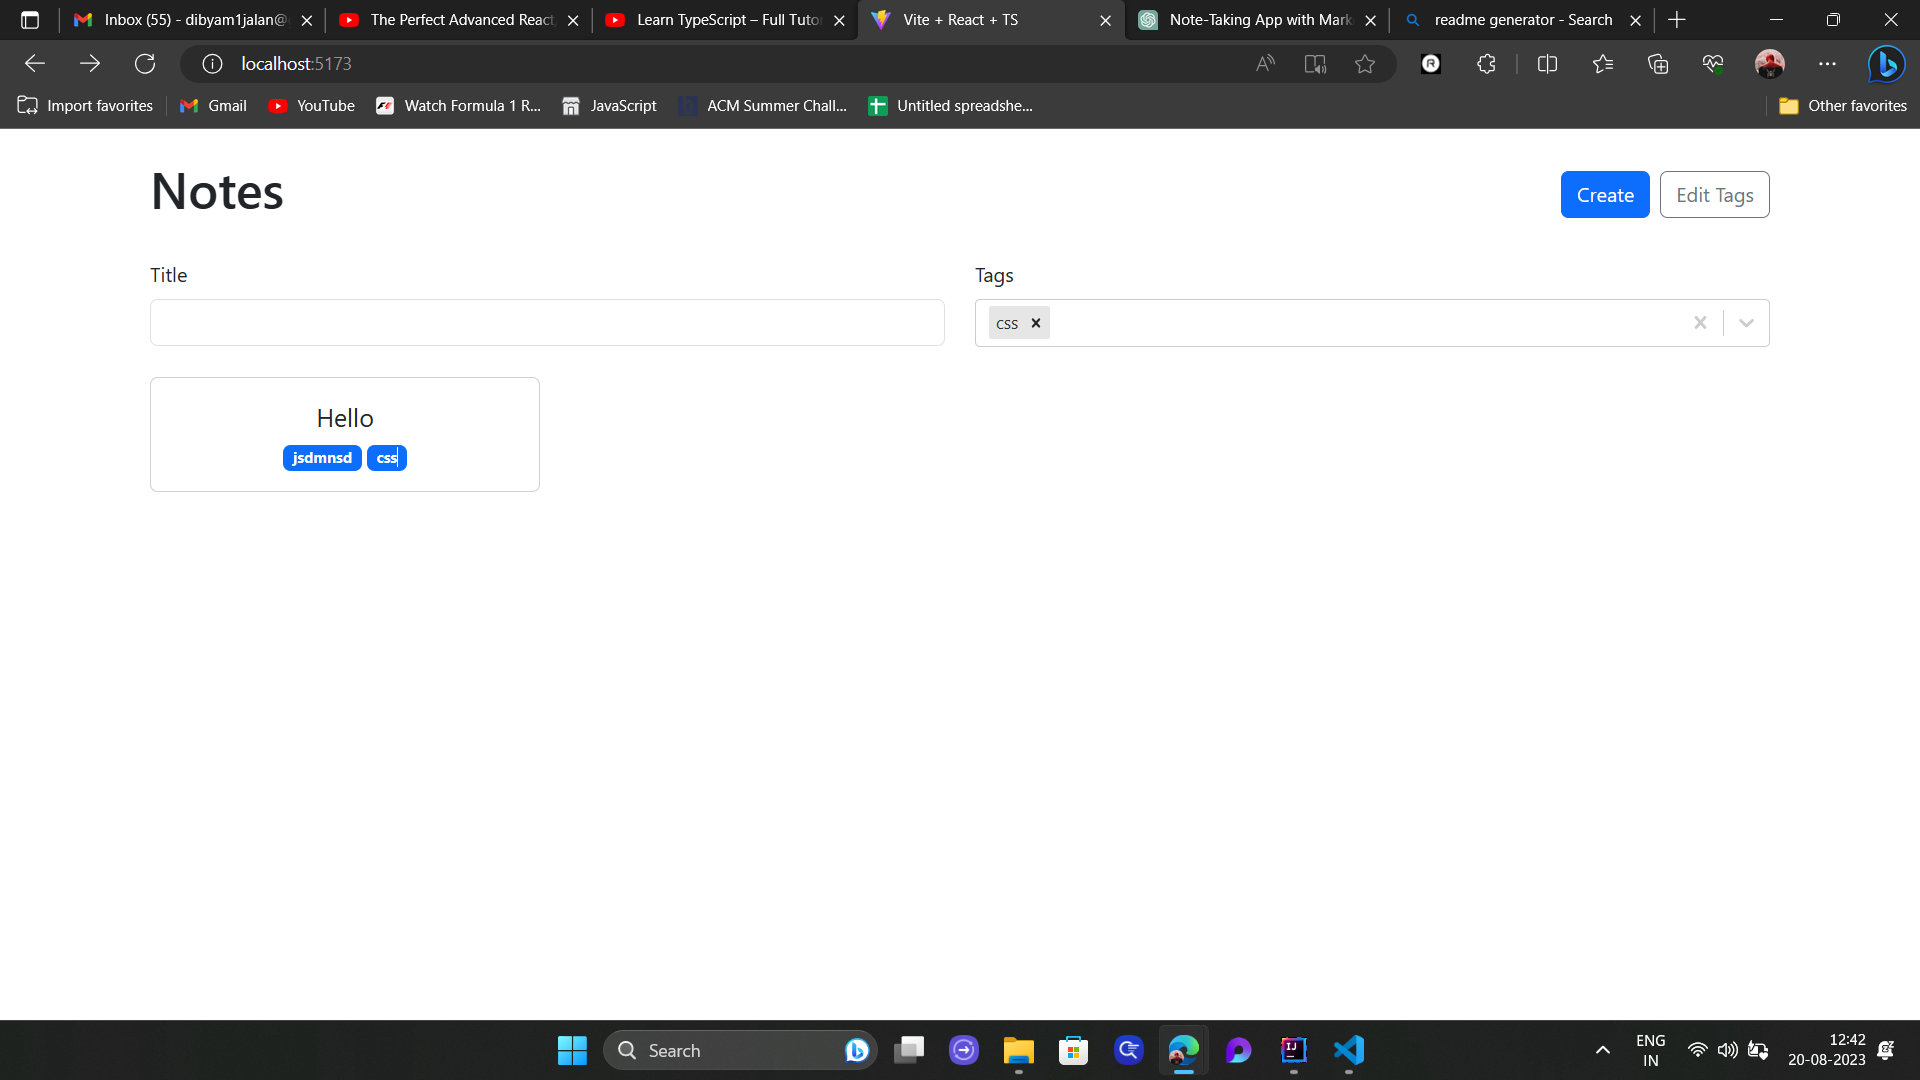 Inbox (55) - dibyam1jalan@
The Perfect Advanced React
Learn TypeScript – Full Tutor
Vite + React + TS
Note-Taking App with Mark
readme generator - Search
localhost:5173
Import favorites
Gmail
YouTube
Watch Formula 1 R...
JavaScript
ACM Summer Chall...
Untitled spreadshe...
Other favorites
Notes
Create
Edit Tags
Title
Tags
css
Hello
jsdmnsd
css
Search
ENG
IN
12:42
20-08-2023